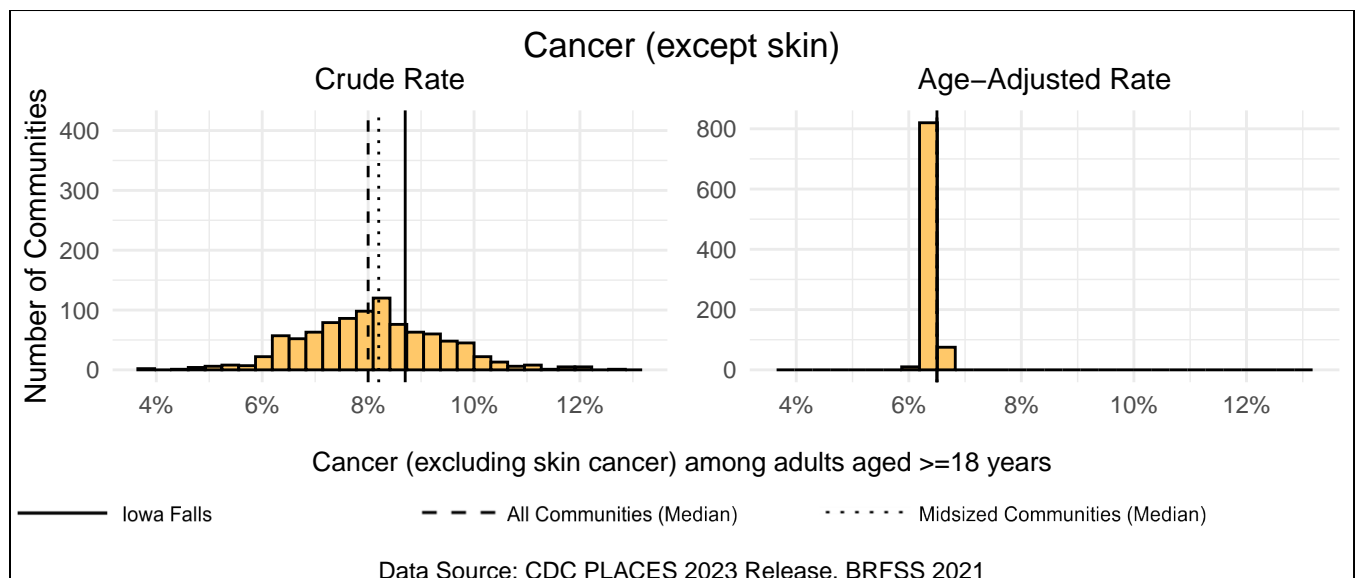 Cancer (except skin)
Crude Rate
Age−Adjusted Rate
Number of Communities
400
300
200
100
0
4%
6%
8%
10%
12%
800
600
400
200
0
4%
6%
8%
10%
12%
Cancer (excluding skin cancer) among adults aged >=18 years
Iowa Falls
All Communities (Median)
Midsized Communities (Median)
Data Source: CDC PLACES 2023 Release, BRFSS 2021